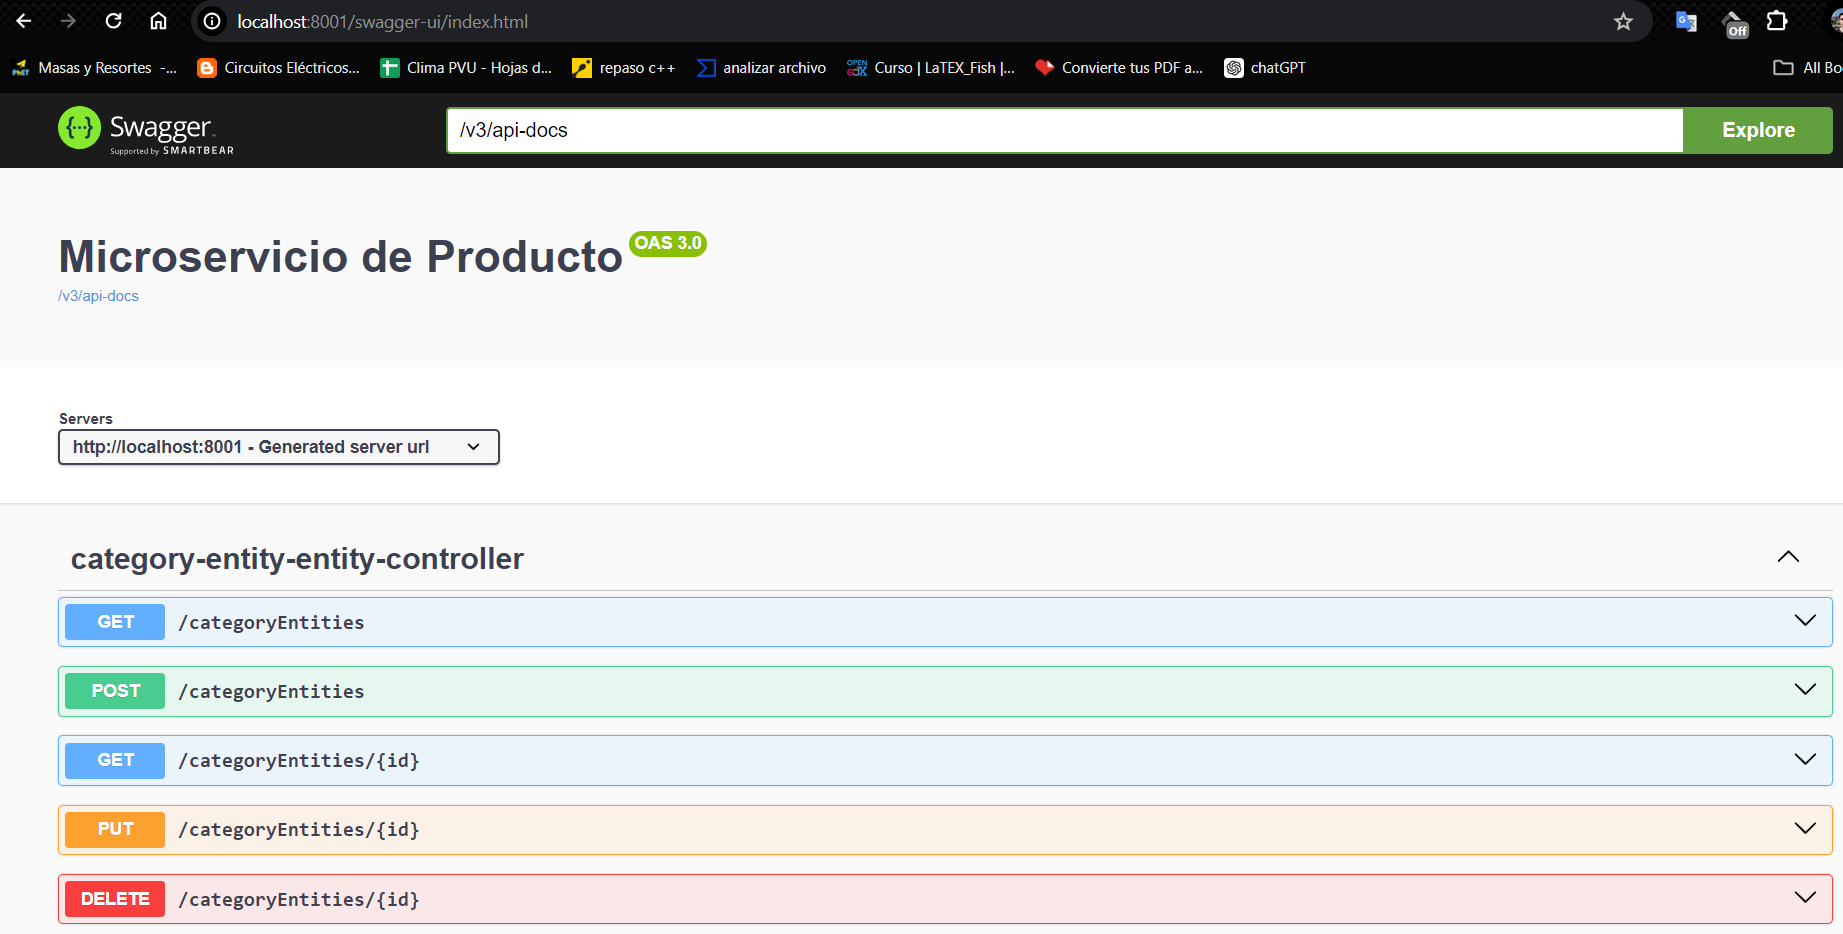 localhost:8001/swagger-ui/index.html
Off
Masas y Resortes -... Circuitos Eléctricos... Clima PVU - Hojas d... repaso c++ analizar archivo OPEN edX Curso | LaTEX_Fish |... Convierte tus PDF a... chatGPT All Bo
Swagger
Supported by SMARTBEAR
/v3/api-docs
Explore
Microservicio de Producto OAS 3.0
/v3/api-docs
Servers
http://localhost:8001 - Generated server url
category-entity-entity-controller
GET /categoryEntities
POST /categoryEntities
GET /categoryEntities/{id}
PUT /categoryEntities/{id}
DELETE /categoryEntities/{id}